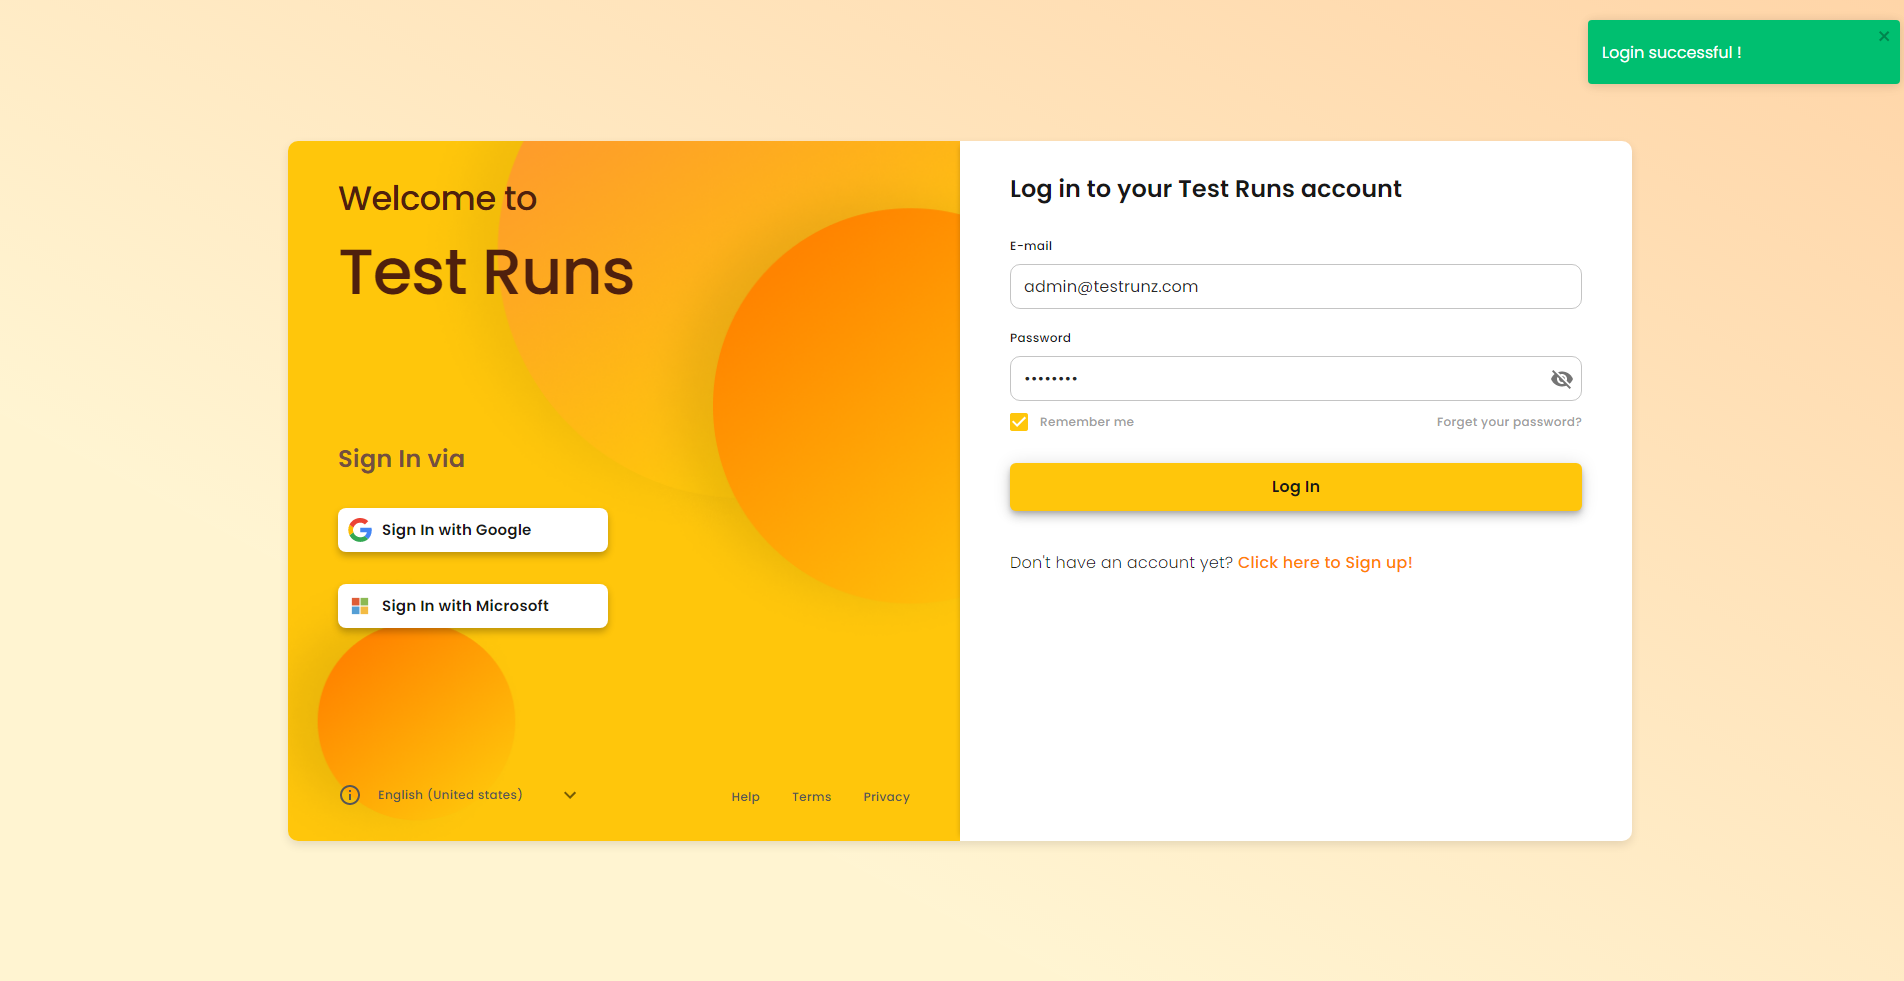 Login successful !
Welcome to
Test Runs
Sign In via
Sign In with Google
Sign In with Microsoft
English (United states)
Help Terms Privacy
Log in to your Test Runs account
E-mail
admin@testrunz.com
Password
••••••••
Remember me Forget your password?
Log In
Don't have an account yet? Click here to Sign up!